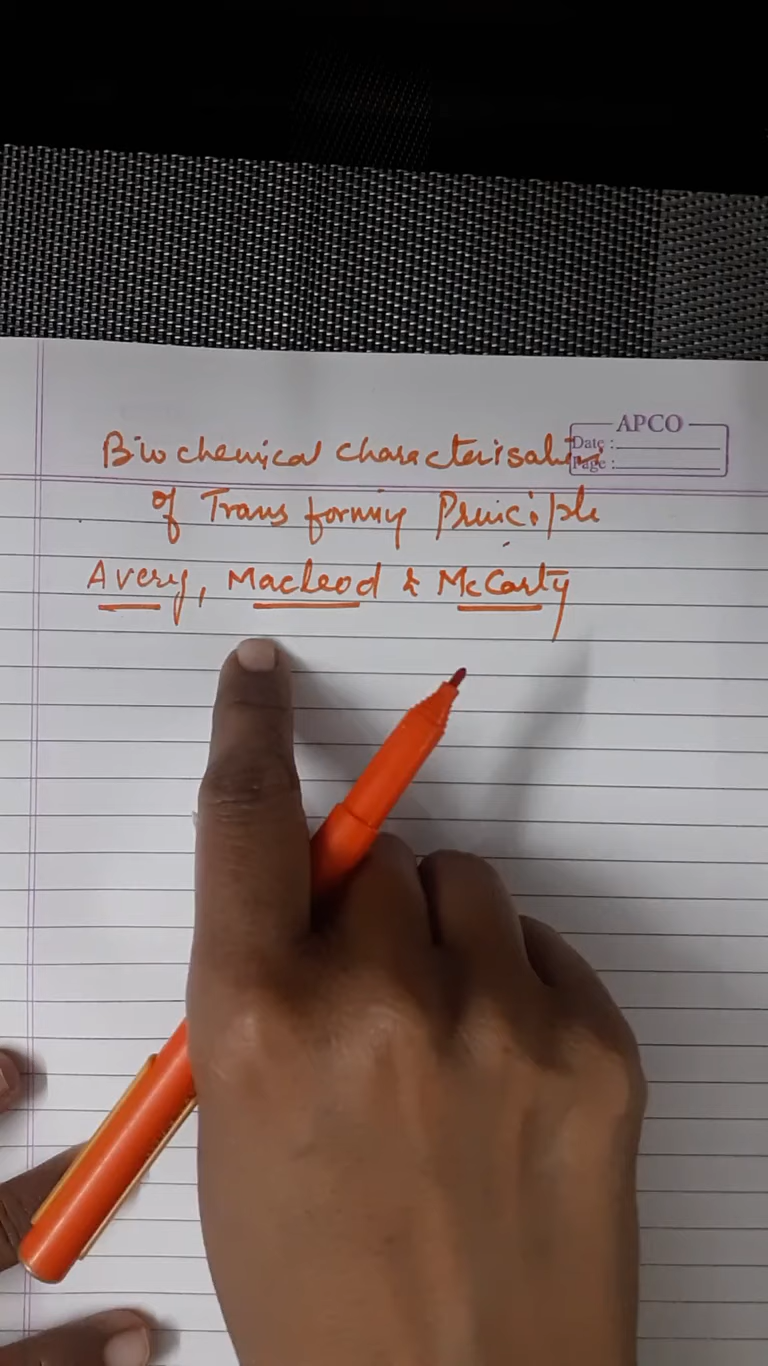 APCO
Date :
Page :
Biochemical characterisation
of Transforming Principle
Avery, Macleod & McCarty